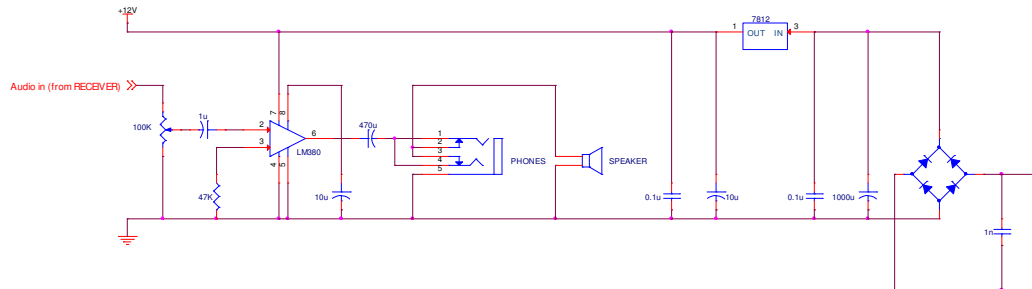 +12V
7812
1
OUT IN
3
Audio in (from RECEIVER)
100K
1u
7
8
2
3
6
LM380
4
5
470u
1
2
3
4
5
PHONES
SPEAKER
47K
10u
0.1u
10u
0.1u
1000u
1n